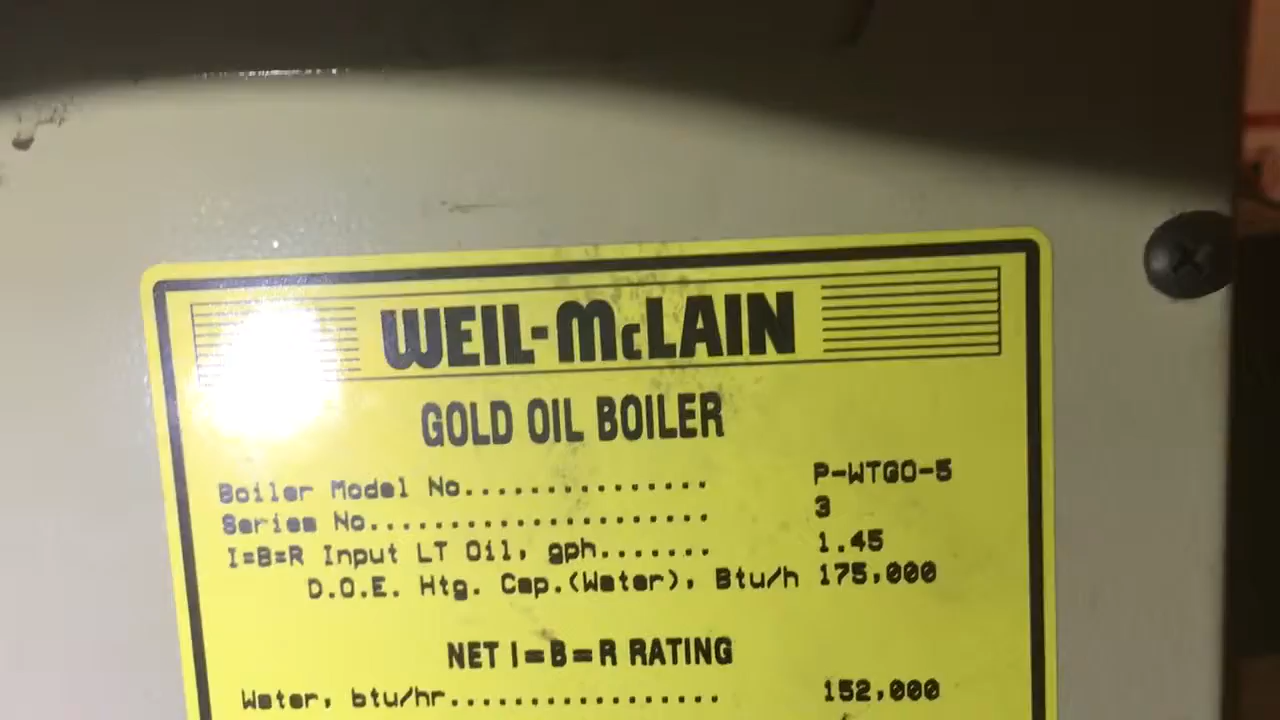 WEIL-McLAIN
GOLD OIL BOILER
Boiler Model No............... P-WTGO-5
Series No..................... 3
I=B=R Input LT Oil, gph....... 1.45
D.O.E. Htg. Cap.(Water), Btu/h 175,000
NET I=B=R RATING
Water, btu/hr................. 152,000